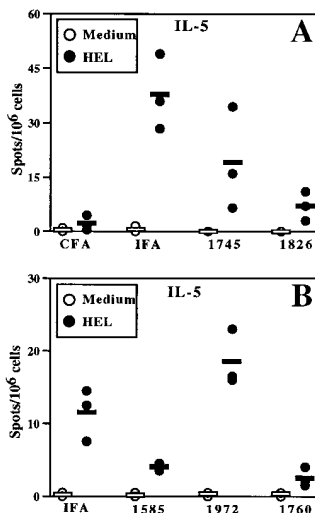 IL-5
A
Medium
HEL
Spots/10⁶ cells
60
45
30
15
0
CFA IFA 1745 1826
IL-5
B
Medium
HEL
Spots/10⁶ cells
30
20
10
0
IFA 1585 1972 1760